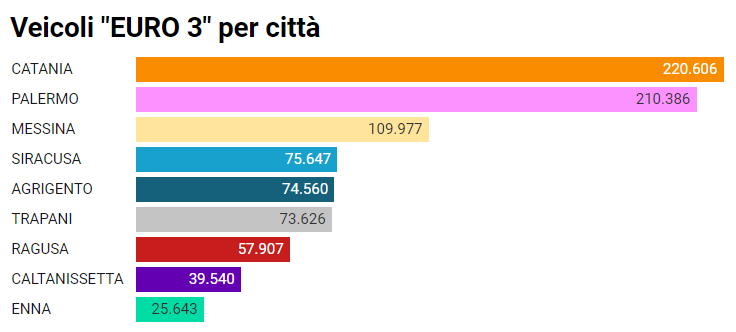 Veicoli "EURO 3" per città
CATANIA 220.606
PALERMO 210.386
MESSINA 109.977
SIRACUSA 75.647
AGRIGENTO 74.560
TRAPANI 73.626
RAGUSA 57.907
CALTANISSETTA 39.540
ENNA 25.643